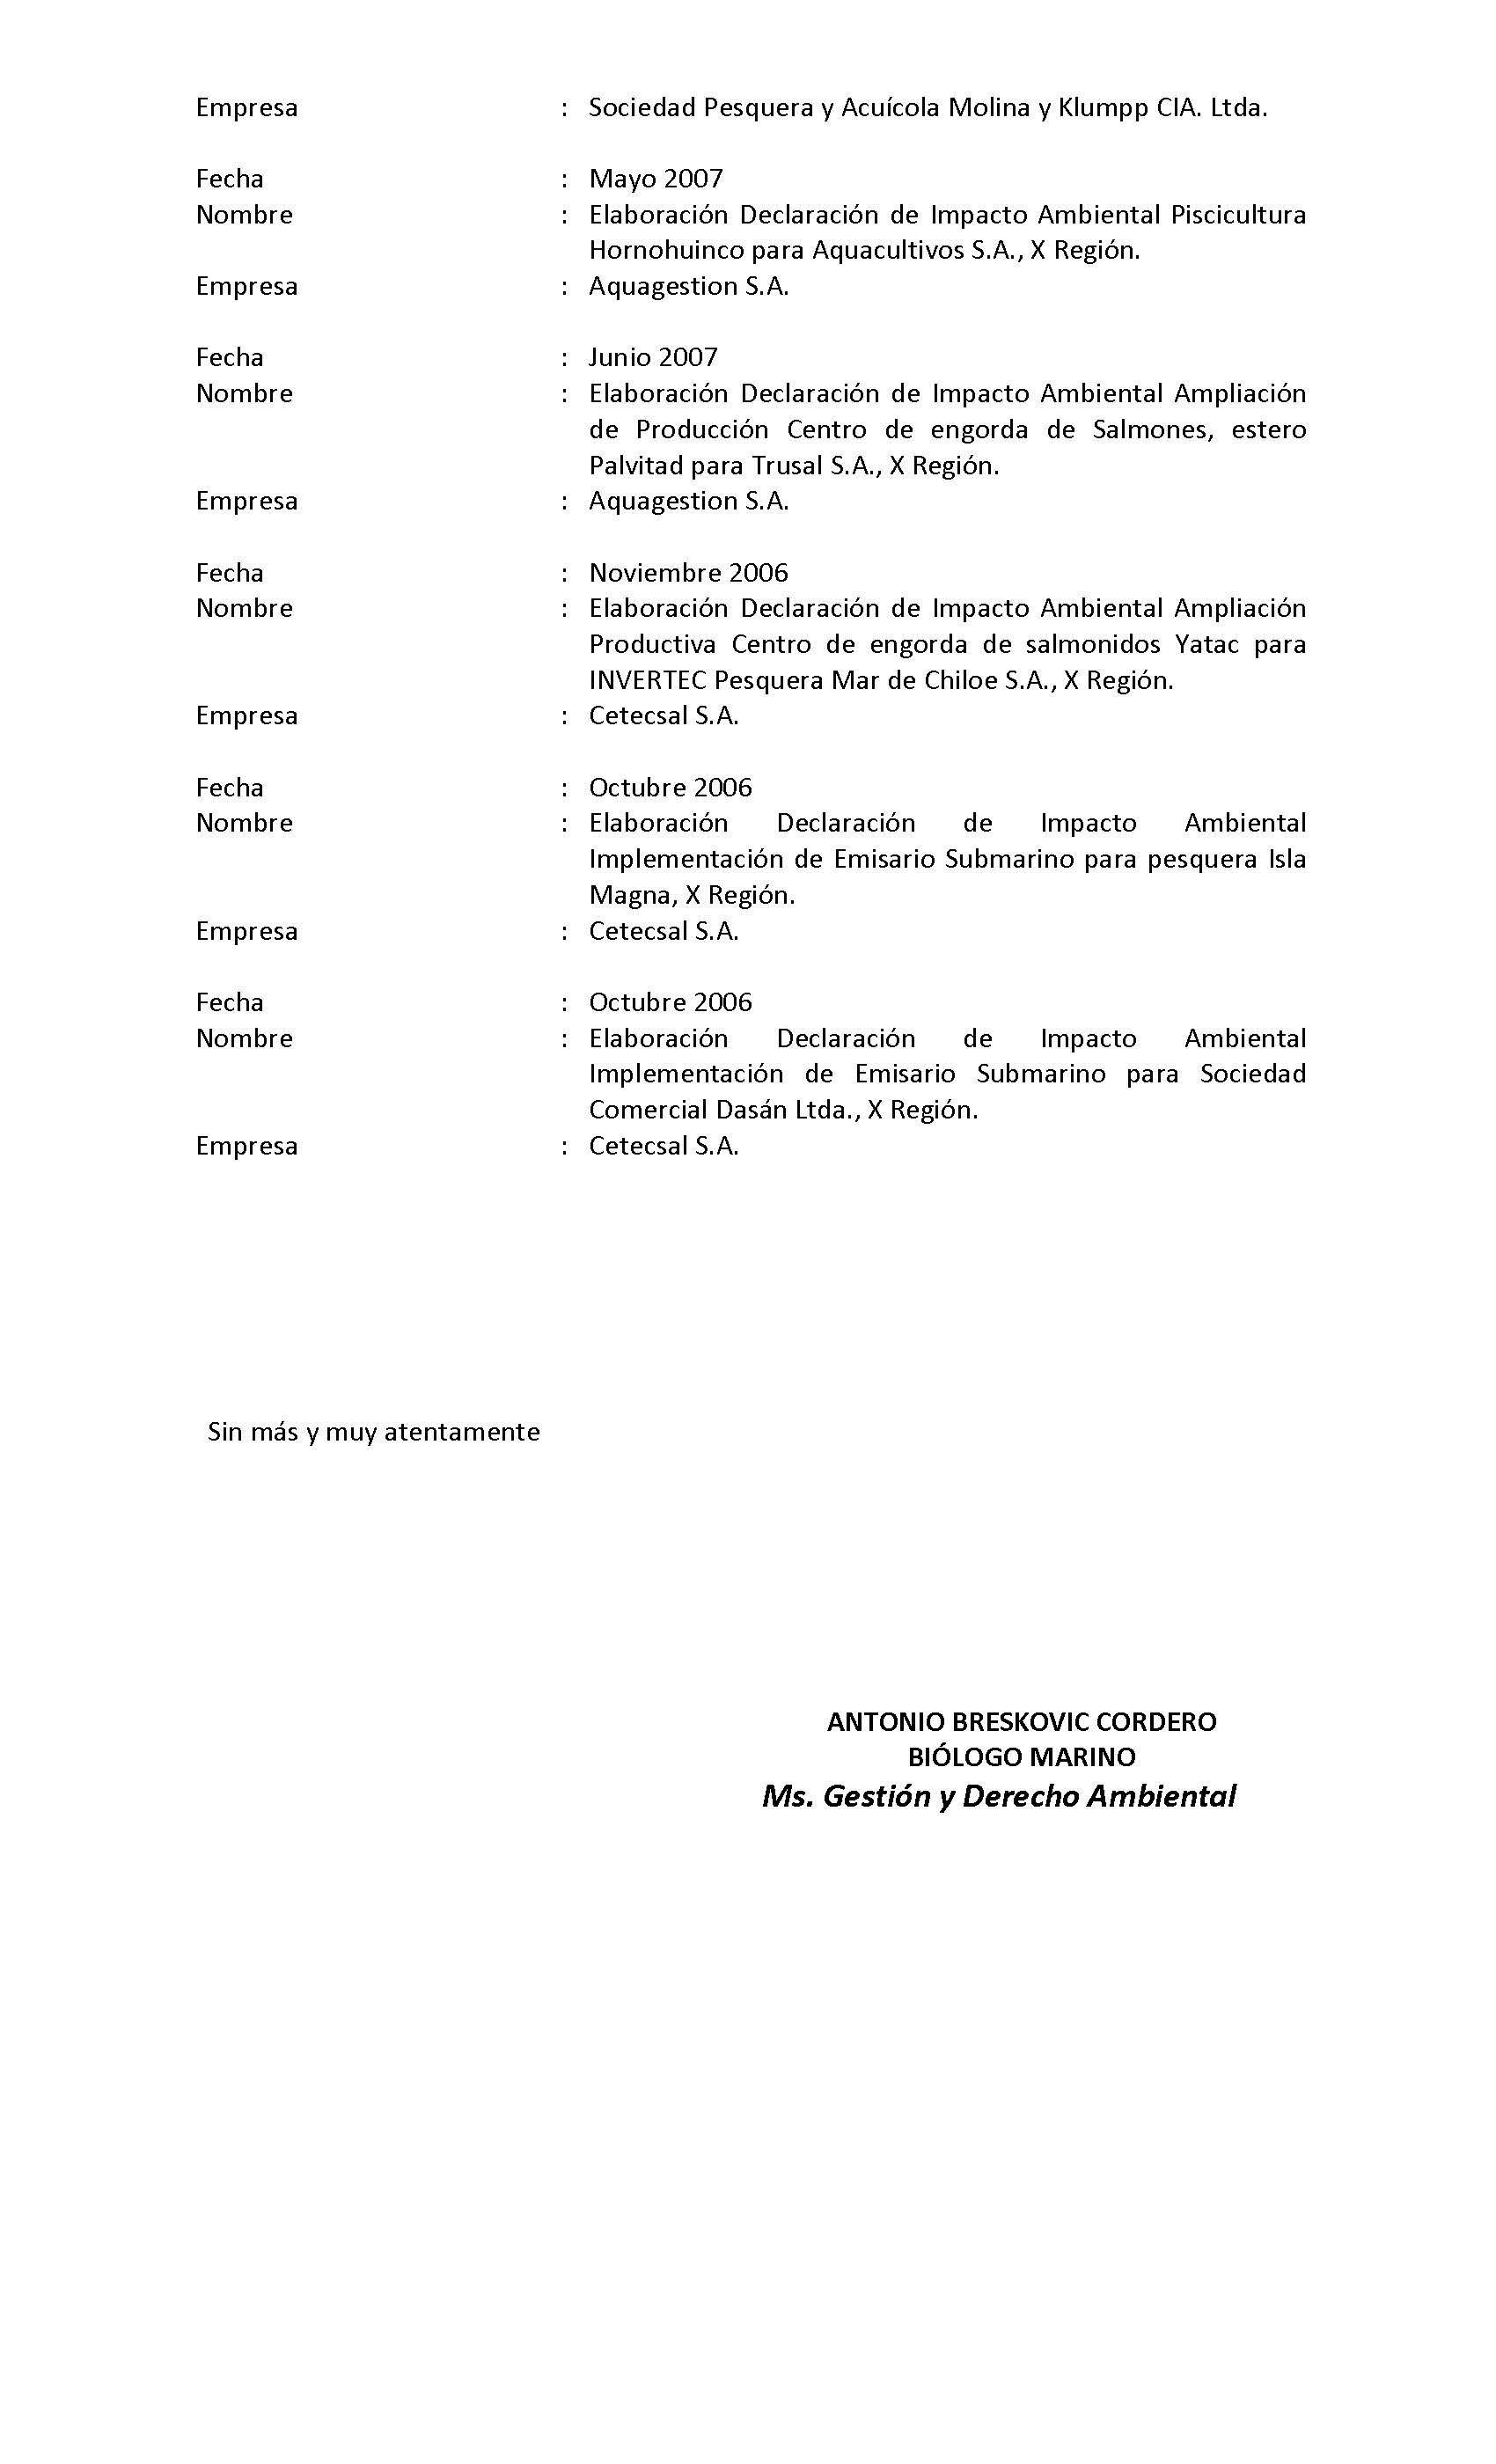 Empresa : Sociedad Pesquera y Acuícola Molina y Klumpp CIA. Ltda.
Fecha : Mayo 2007
Nombre : Elaboración Declaración de Impacto Ambiental Piscicultura
Hornohuinco para Aquacultivos S.A., X Región.
Empresa : Aquagestion S.A.
Fecha : Junio 2007
Nombre : Elaboración Declaración de Impacto Ambiental Ampliación
de Producción Centro de engorda de Salmones, estero
Palvitad para Trusal S.A., X Región.
Empresa : Aquagestion S.A.
Fecha : Noviembre 2006
Nombre : Elaboración Declaración de Impacto Ambiental Ampliación
Productiva Centro de engorda de salmonidos Yatac para
INVERTEC Pesquera Mar de Chiloe S.A., X Región.
Empresa : Cetecsal S.A.
Fecha : Octubre 2006
Nombre : Elaboración Declaración de Impacto Ambiental
Implementación de Emisario Submarino para pesquera Isla
Magna, X Región.
Empresa : Cetecsal S.A.
Fecha : Octubre 2006
Nombre : Elaboración Declaración de Impacto Ambiental
Implementación de Emisario Submarino para Sociedad
Comercial Dasán Ltda., X Región.
Empresa : Cetecsal S.A.
Sin más y muy atentamente
ANTONIO BRESKOVIC CORDERO
BIÓLOGO MARINO
Ms. Gestión y Derecho Ambiental